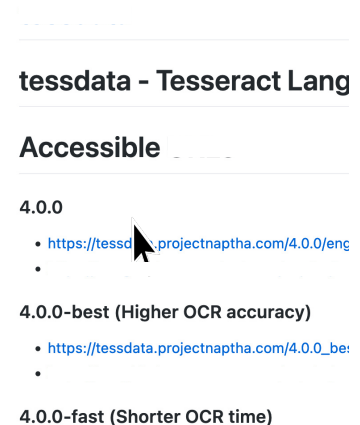 tessdata - Tesseract Lang
Accessible
4.0.0
https://tessd .projectnaptha.com/4.0.0/eng
4.0.0-best (Higher OCR accuracy)
https://tessdata.projectnaptha.com/4.0.0_bes
4.0.0-fast (Shorter OCR time)